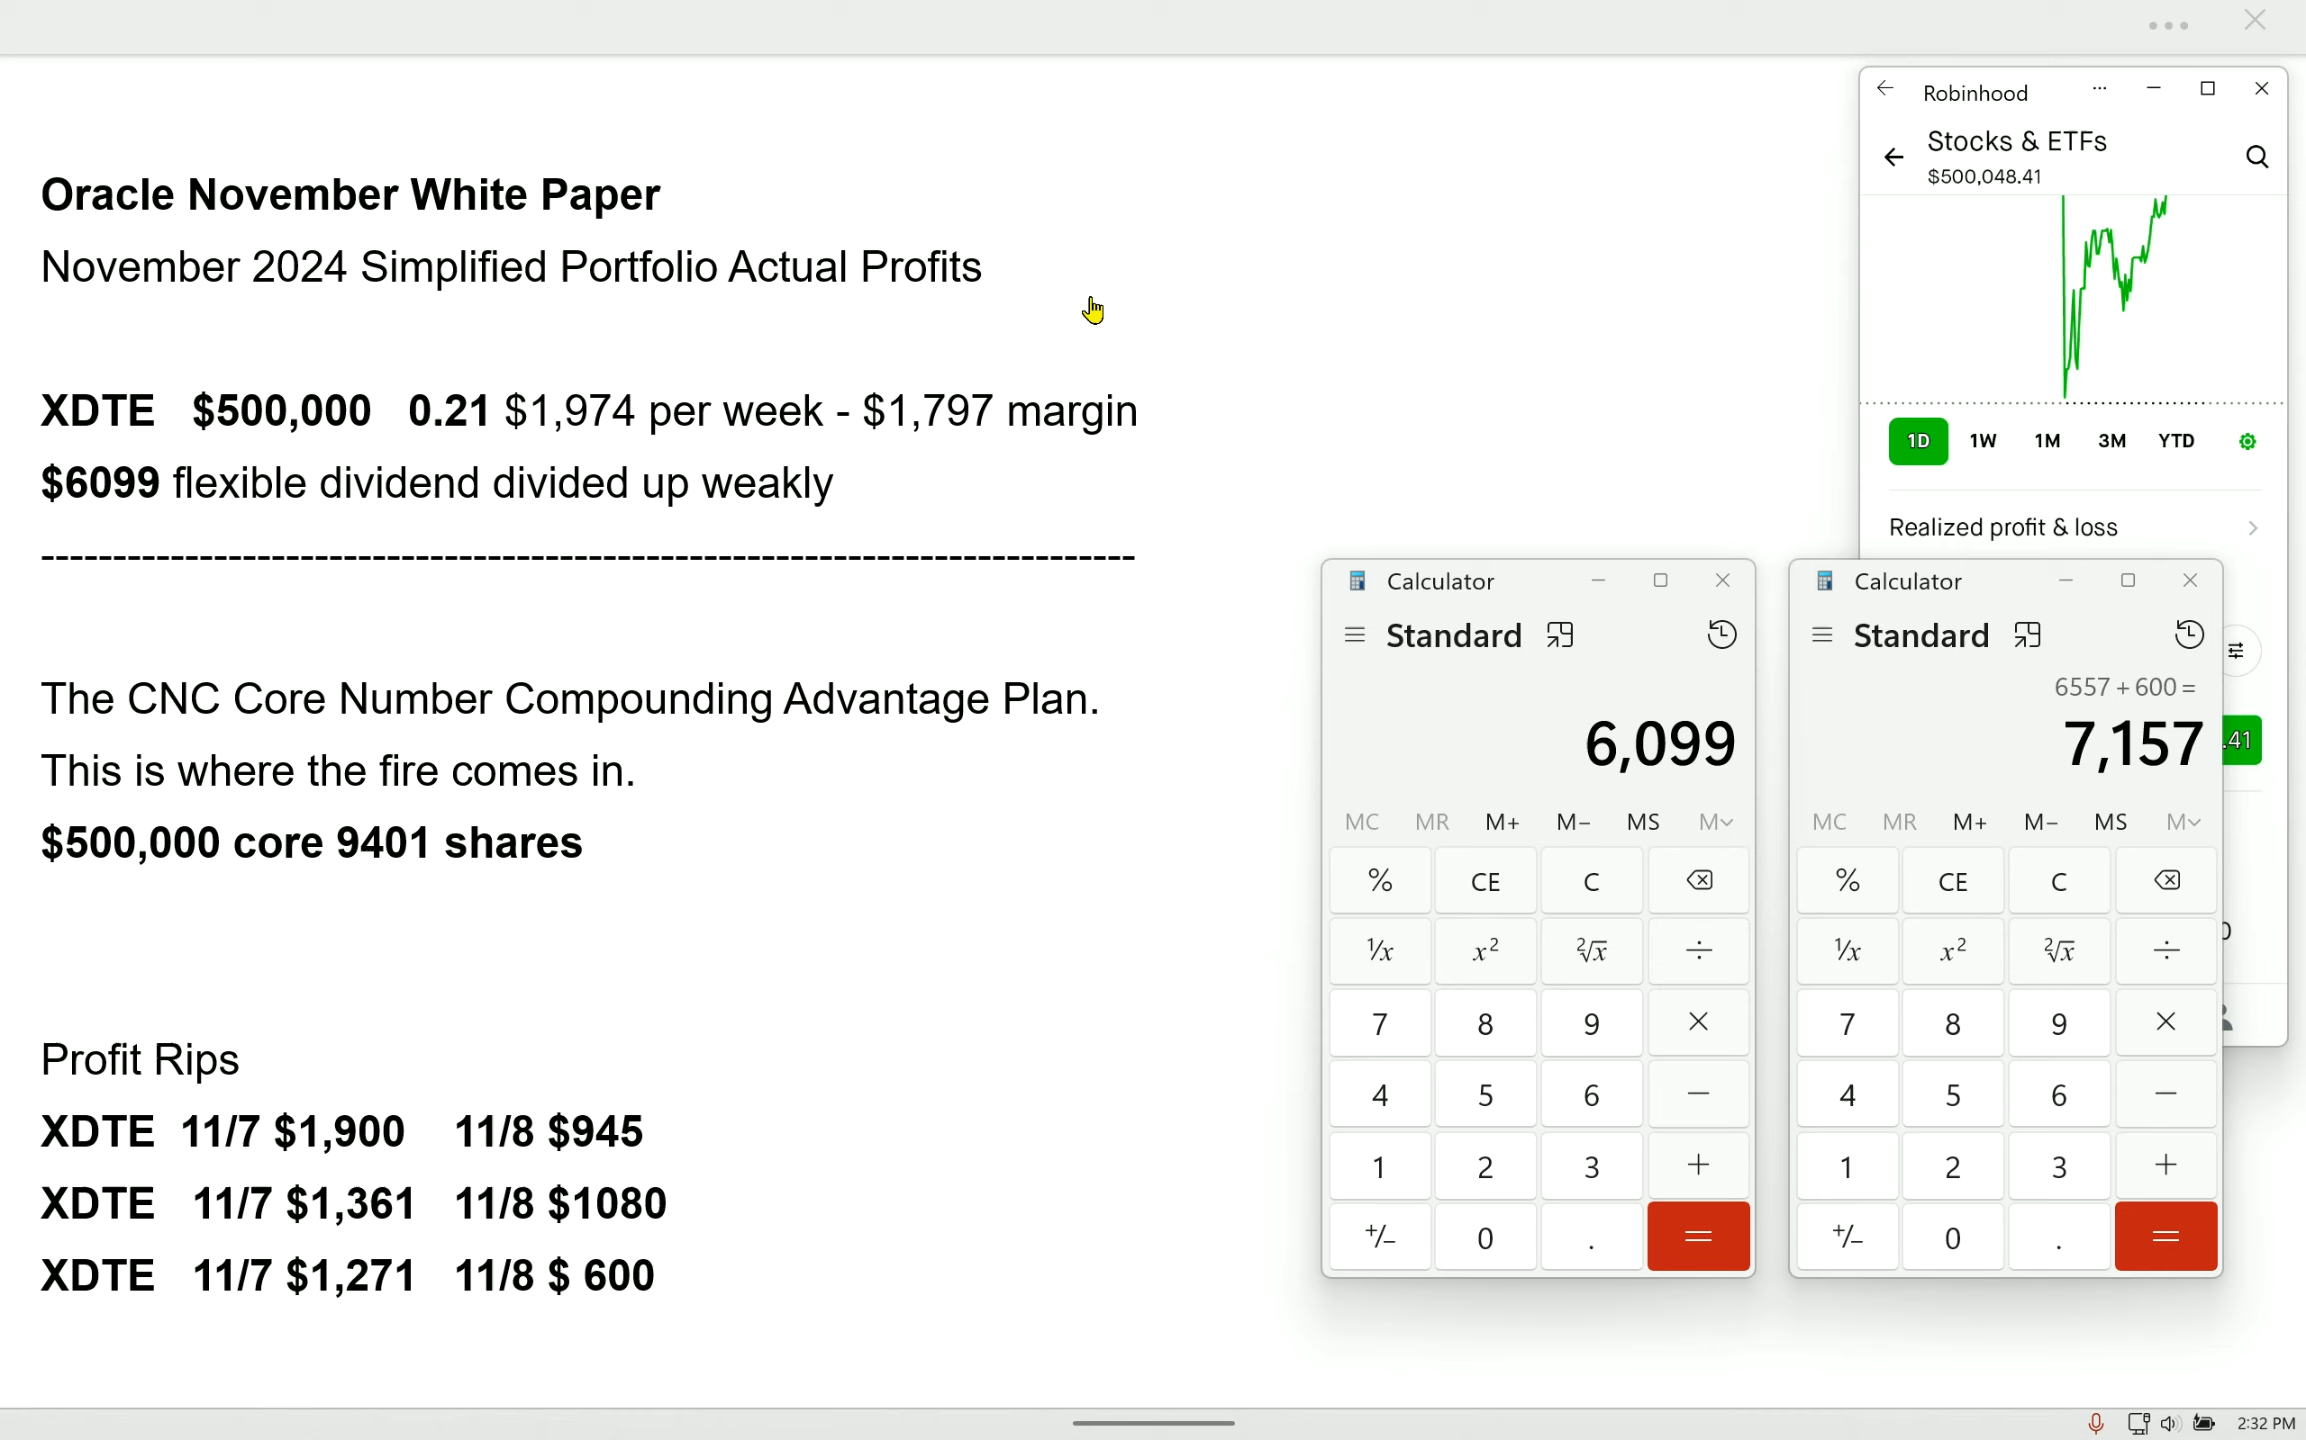 Oracle November White Paper
November 2024 Simplified Portfolio Actual Profits
XDTE $500,000 0.21 $1,974 per week - $1,797 margin
$6099 flexible dividend divided up weakly
----------------------------------------------------------------------------
The CNC Core Number Compounding Advantage Plan.
This is where the fire comes in.
$500,000 core 9401 shares
Profit Rips
XDTE 11/7 $1,900 11/8 $945
XDTE 11/7 $1,361 11/8 $1080
XDTE 11/7 $1,271 11/8 $ 600
Robinhood
Stocks & ETFs
$500,048.41
1D 1W 1M 3M YTD
Realized profit & loss
.41
Calculator
Standard
6,099
MC MR M+ M- MS M
% CE C
1/x x² ²√x ÷
7 8 9 ×
4 5 6 −
1 2 3 +
+/− 0 . =
Calculator
Standard
6557 + 600 =
7,157
MC MR M+ M- MS M
% CE C
1/x x² ²√x ÷
7 8 9 ×
4 5 6 −
1 2 3 +
+/− 0 . =
2:32 PM